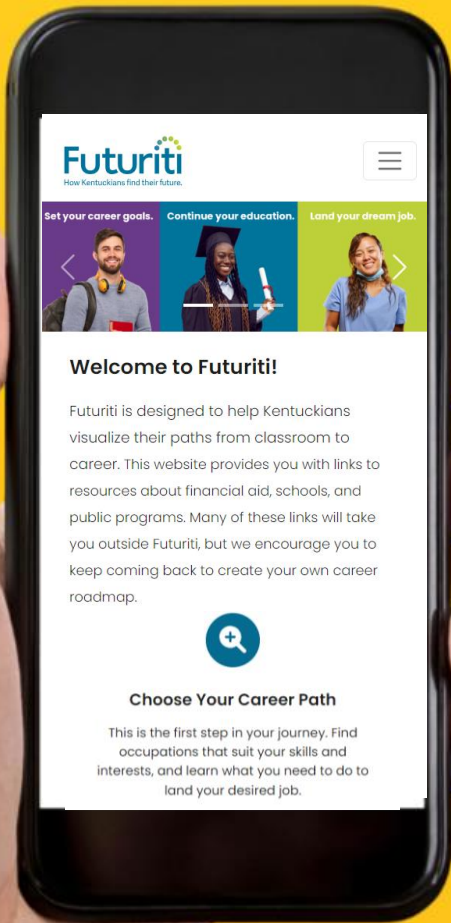 Futuriti
How Kentuckians find their future.
Set your career goals.
Continue your education.
Land your dream job.
Welcome to Futuriti!
Futuriti is designed to help Kentuckians
visualize their paths from classroom to
career. This website provides you with links to
resources about financial aid, schools, and
public programs. Many of these links will take
you outside Futuriti, but we encourage you to
keep coming back to create your own career
roadmap.
Choose Your Career Path
This is the first step in your journey. Find
occupations that suit your skills and
interests, and learn what you need to do to
land your desired job.